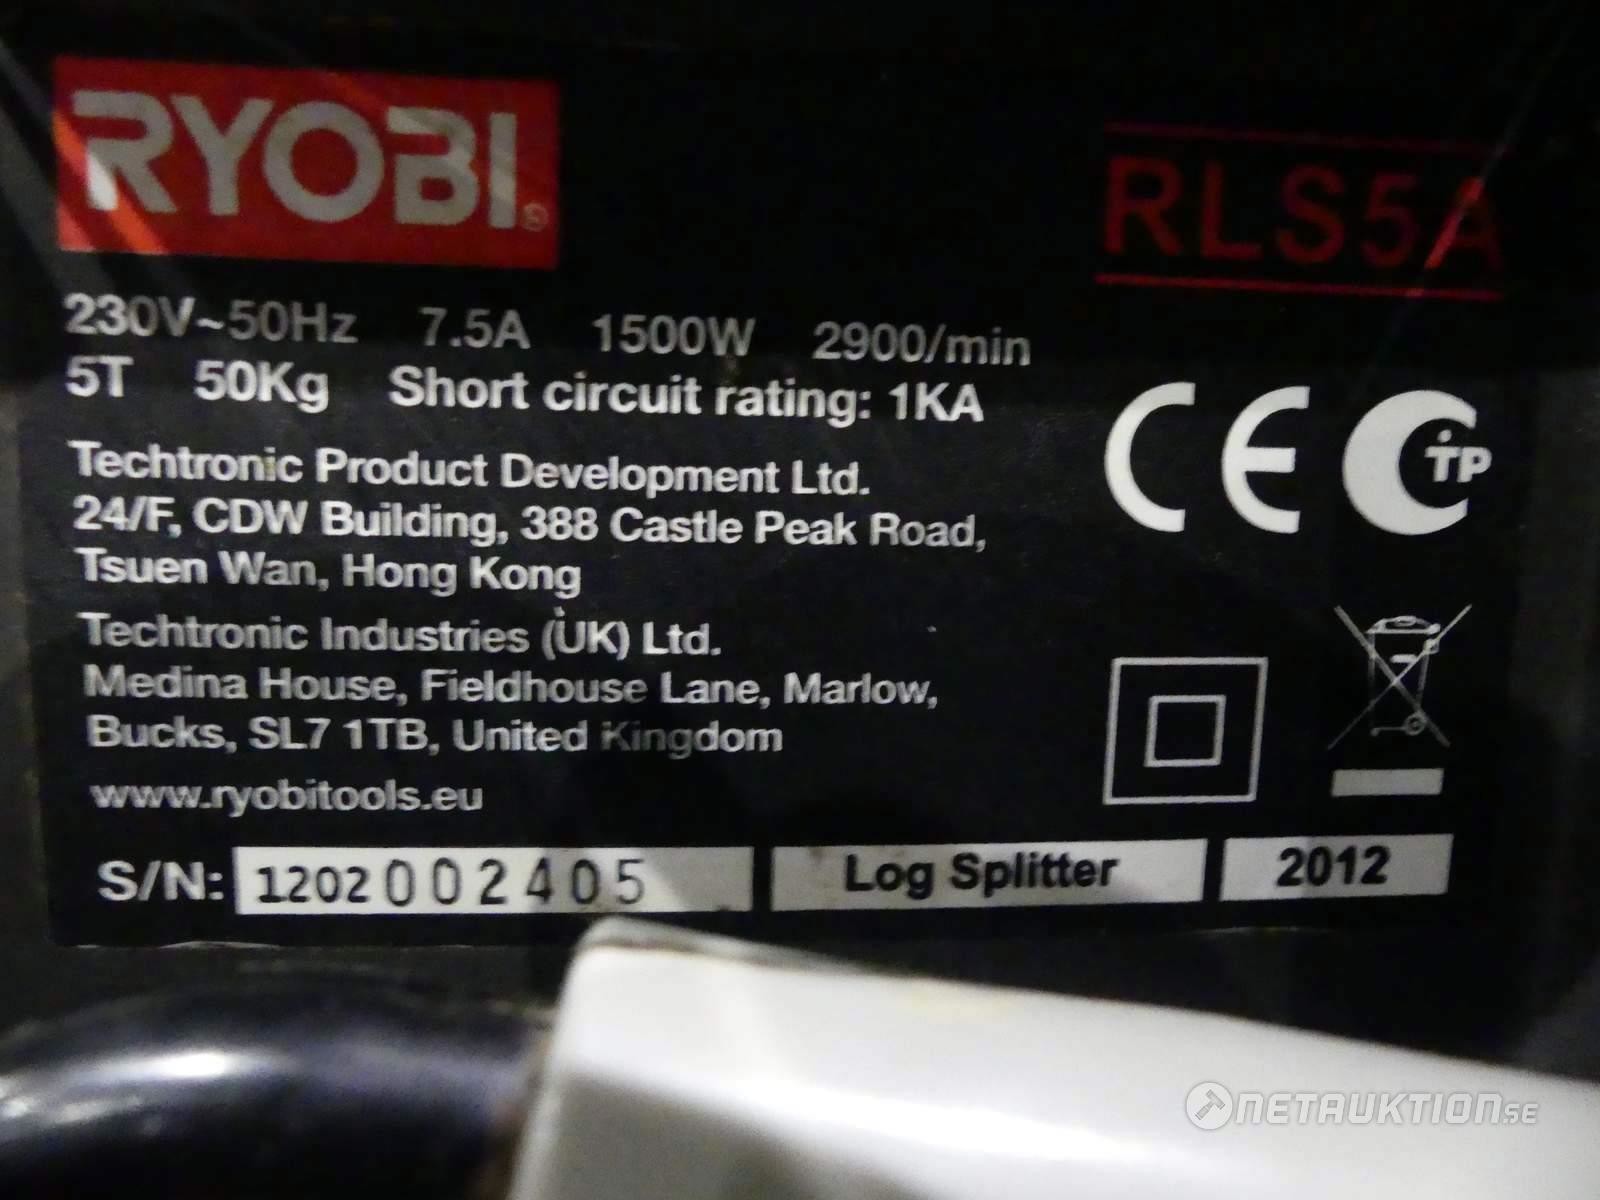 RYOBI®
RLS5A
230V~50Hz 7.5A 1500W 2900/min
5T 50Kg Short circuit rating: 1KA
CE
TP
Techtronic Product Development Ltd.
24/F, CDW Building, 388 Castle Peak Road,
Tsuen Wan, Hong Kong
Techtronic Industries (UK) Ltd.
Medina House, Fieldhouse Lane, Marlow,
Bucks, SL7 1TB, United Kingdom
www.ryobitools.eu
S/N: 1202002405 Log Splitter 2012
NETAUKTION.SE